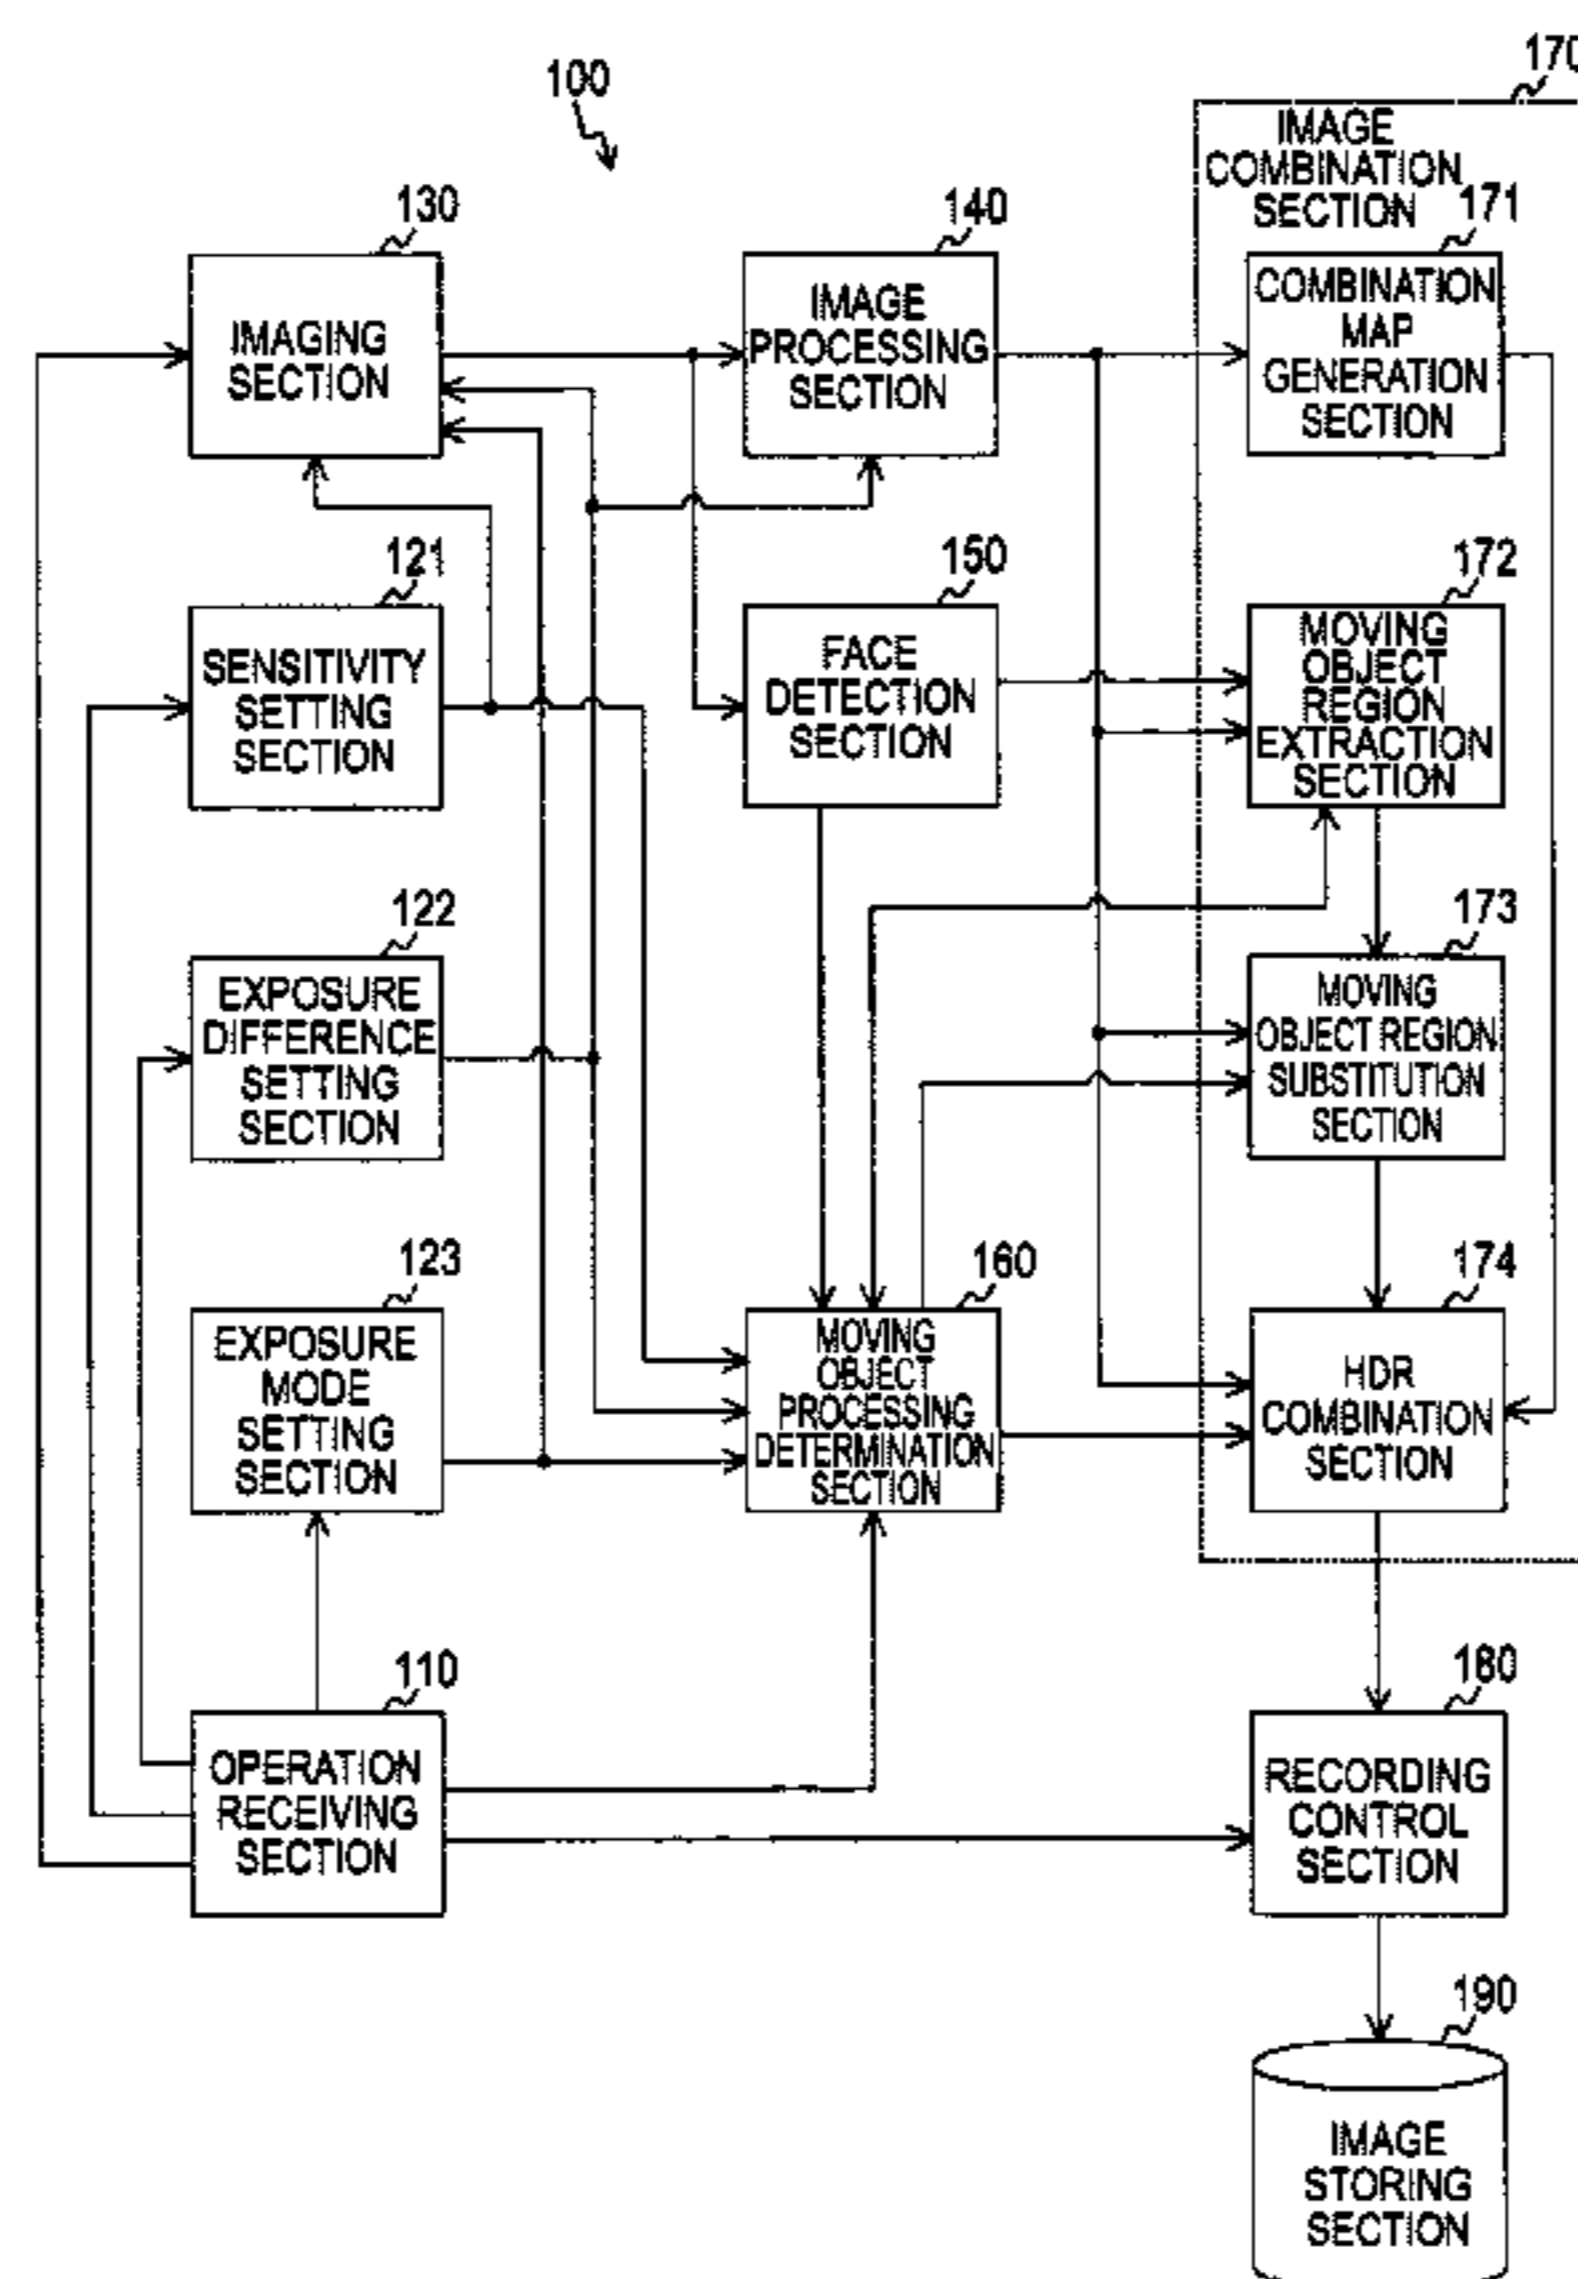 100
170
IMAGE
COMBINATION
SECTION
130
IMAGING
SECTION
140
IMAGE
PROCESSING
SECTION
171
COMBINATION
MAP
GENERATION
SECTION
121
SENSITIVITY
SETTING
SECTION
150
FACE
DETECTION
SECTION
172
MOVING
OBJECT
REGION
EXTRACTION
SECTION
122
EXPOSURE
DIFFERENCE
SETTING
SECTION
173
MOVING
OBJECT REGION
SUBSTITUTION
SECTION
123
EXPOSURE
MODE
SETTING
SECTION
160
MOVING
OBJECT
PROCESSING
DETERMINATION
SECTION
174
HDR
COMBINATION
SECTION
110
OPERATION
RECEIVING
SECTION
180
RECORDING
CONTROL
SECTION
190
IMAGE
STORING
SECTION